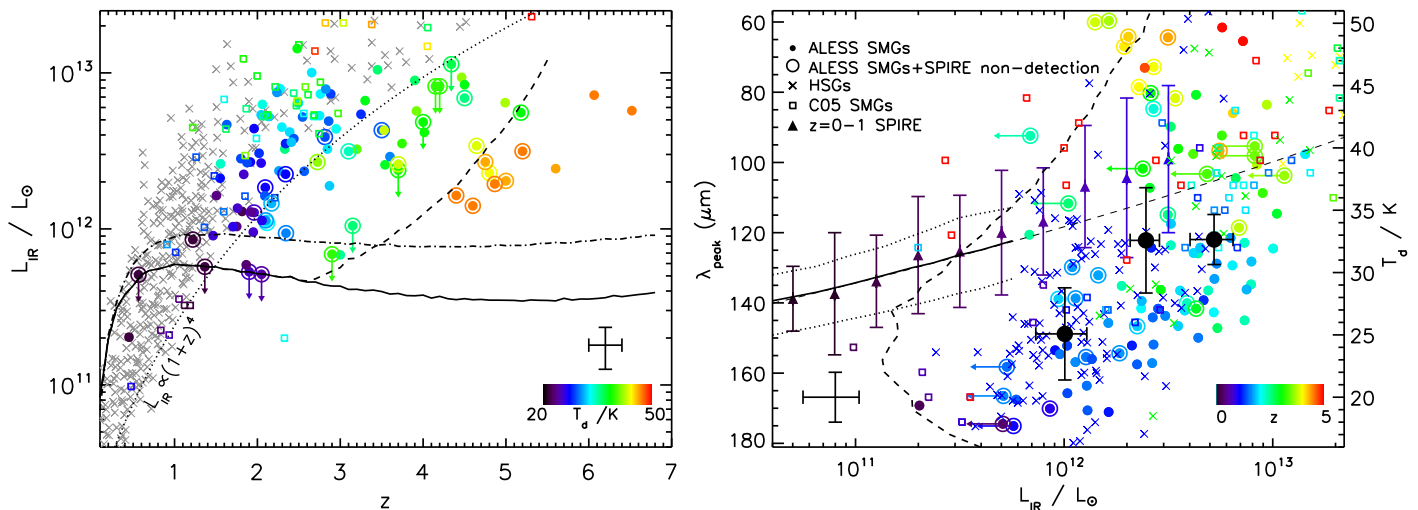 10^13
10^12
10^11
L_IR / L_⊙
1 2 3 4 5 6 7
z
L_IR ∝(1+z)^4
20 T_d/K 50
60
80
100
120
140
160
180
λ_peak (μm)
ALESS SMGs
ALESS SMGs+SPIRE non-detection
HSGs
C05 SMGs
z=0-1 SPIRE
0 2 5
10^11 10^12 10^13
L_IR / L_⊙
50
45
40
35
30
25
20
T_d / K